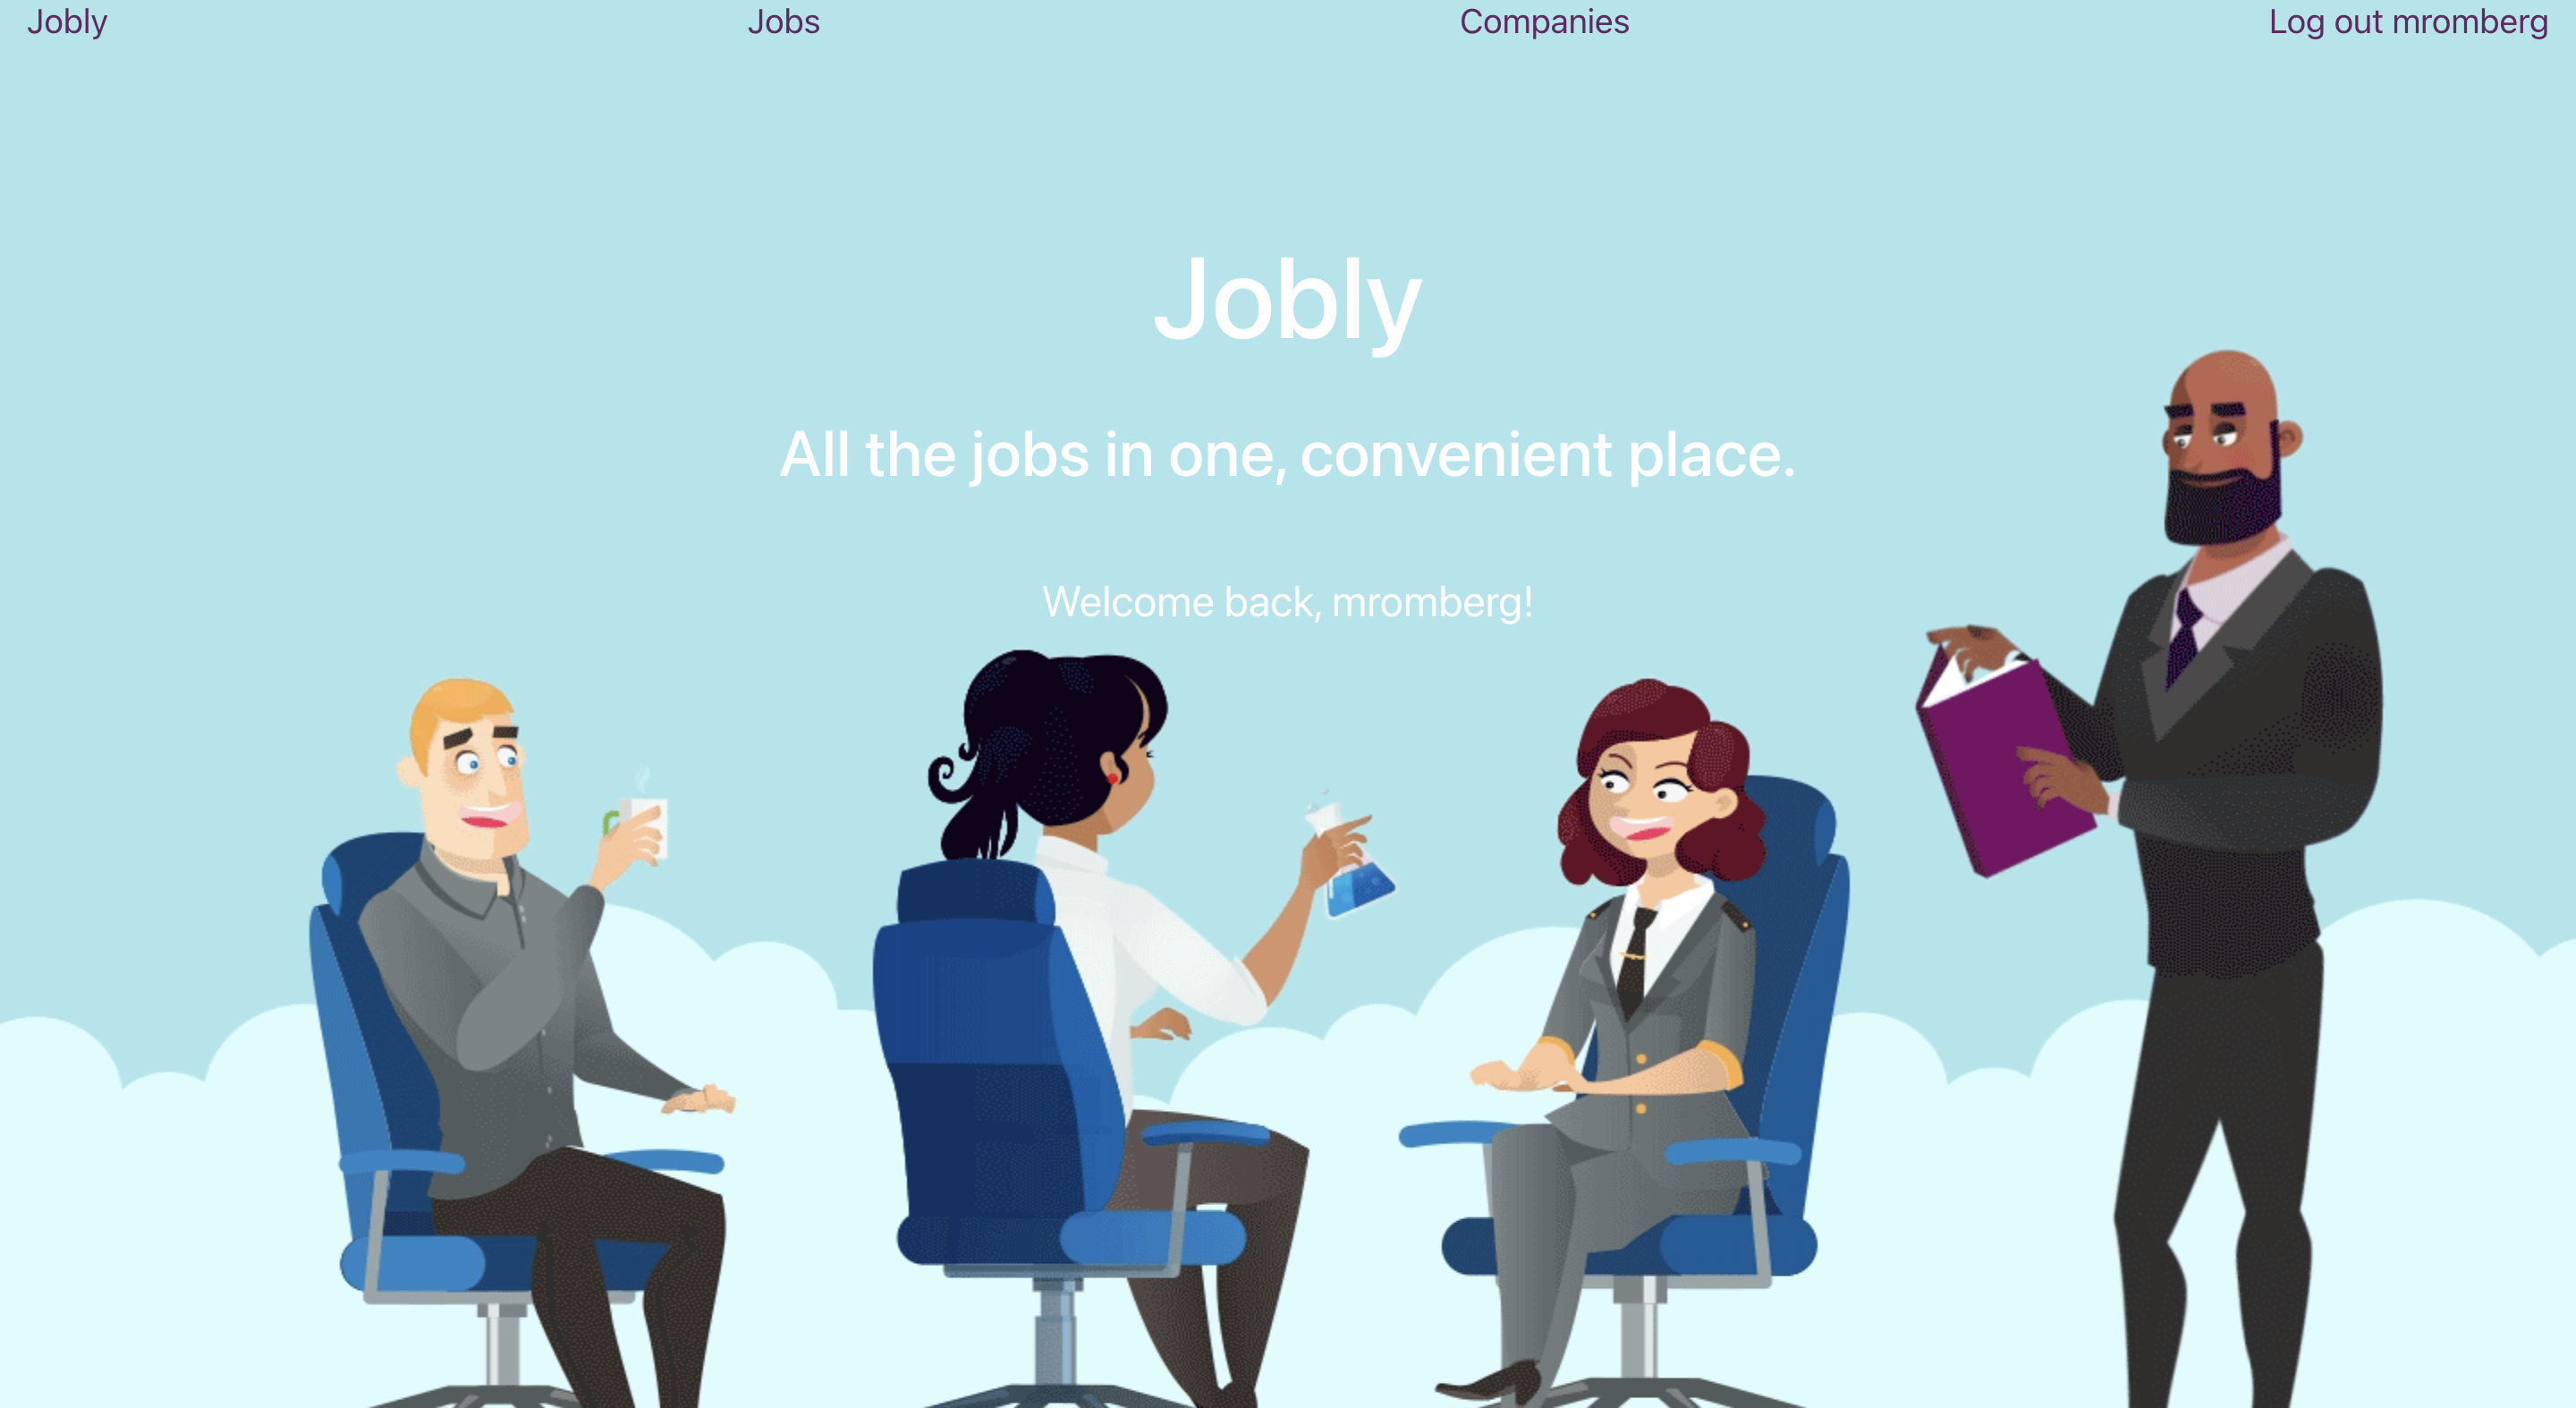 Jobly
Jobs
Companies
Log out mromberg
Jobly
All the jobs in one, convenient place.
Welcome back, mromberg!